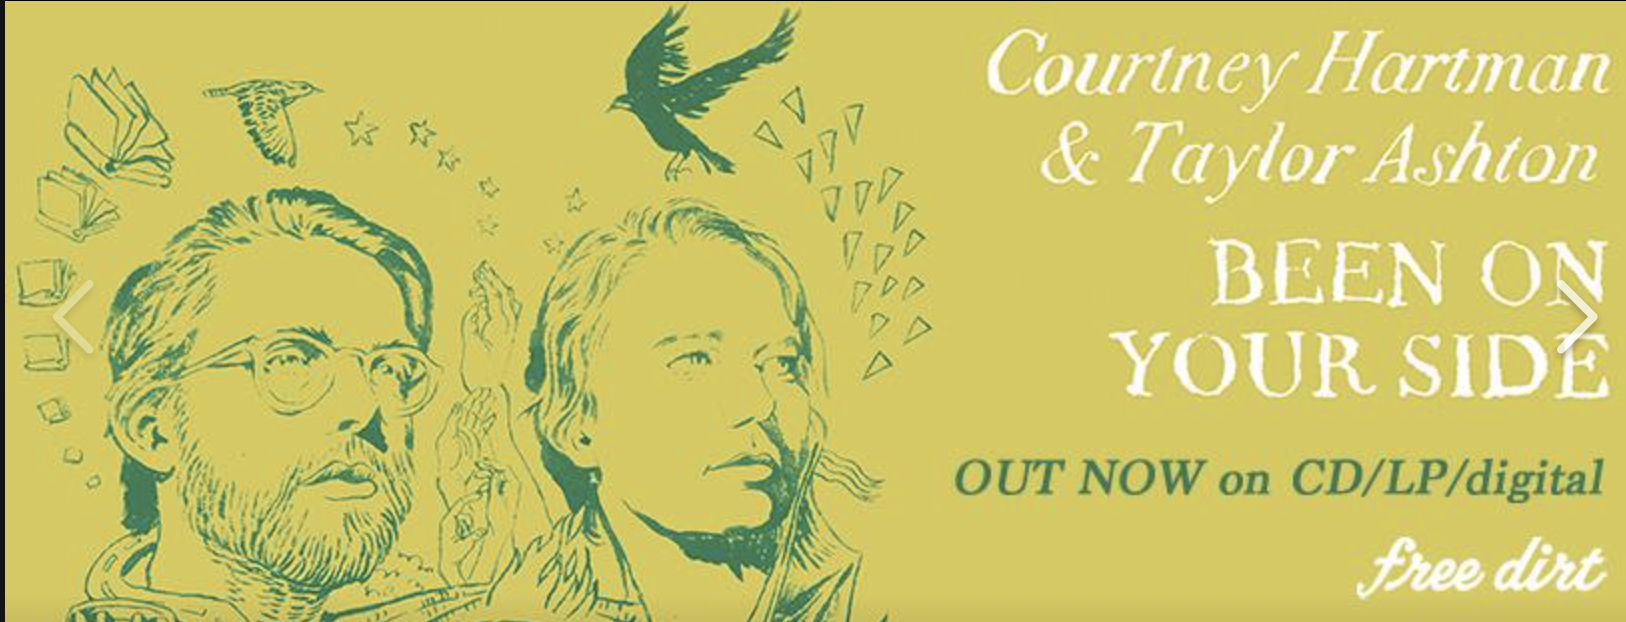 Courtney Hartman
& Taylor Ashton
BEEN ON
YOUR SIDE
OUT NOW on CD/LP/digital
free dirt